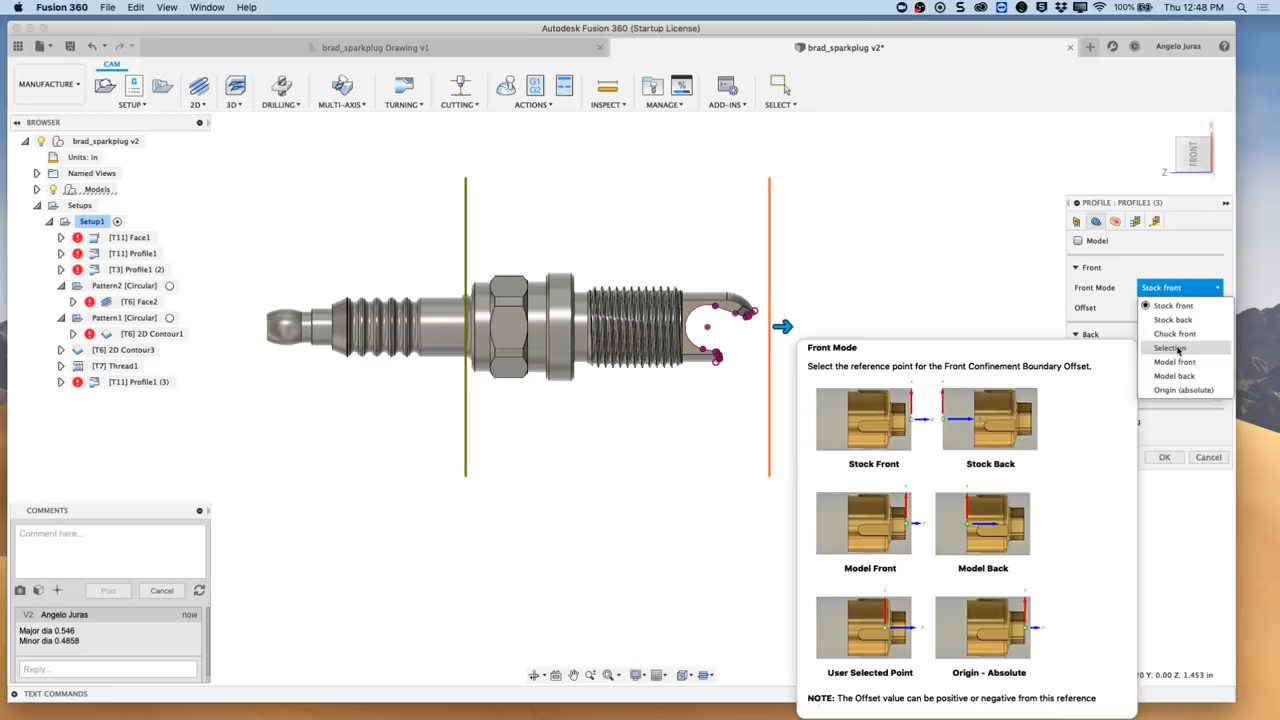 Fusion 360 File Edit View Window Help 100% Thu 12:48 PM
Autodesk Fusion 360 (Startup License)
brad_sparkplug Drawing v1 brad_sparkplug v2* Angelo Juras
CAM
MANUFACTURE
SETUP 2D 3D DRILLING MULTI-AXIS TURNING CUTTING ACTIONS INSPECT MANAGE ADD-INS SELECT
G1
G2
BROWSER
brad_sparkplug v2
Units: in
Named Views
Models
Setups
Setup1
[T11] Face1
[T11] Profile1
[T3] Profile1 (2)
Pattern2 [Circular]
[T6] Face2
Pattern1 [Circular]
[T6] 2D Contour1
[T6] 2D Contour3
[T7] Thread1
[T11] Profile1 (3)
X
FRONT
Z
PROFILE : PROFILE1 (3)
Model
Front
Front Mode Stock front
Offset
Back
Stock front
Stock back
Chuck front
Selection
Model front
Model back
Origin (absolute)
OK Cancel
Front Mode
Select the reference point for the Front Confinement Boundary Offset.
Stock Front Stock Back
Model Front Model Back
User Selected Point Origin - Absolute
NOTE: The Offset value can be positive or negative from this reference
COMMENTS
Comment here...
Post Cancel
V2 Angelo Juras now
Major dia 0.546
Minor dia 0.4858
Reply...
20 Y: 0.00 Z: 1.453 in
TEXT COMMANDS